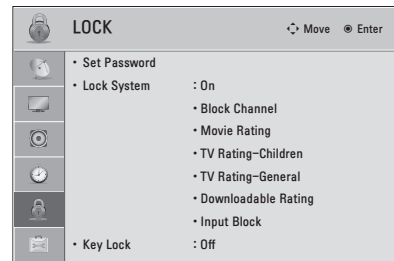 LOCK Move Enter
• Set Password
• Lock System : On
• Block Channel
• Movie Rating
• TV Rating-Children
• TV Rating-General
• Downloadable Rating
• Input Block
• Key Lock : Off